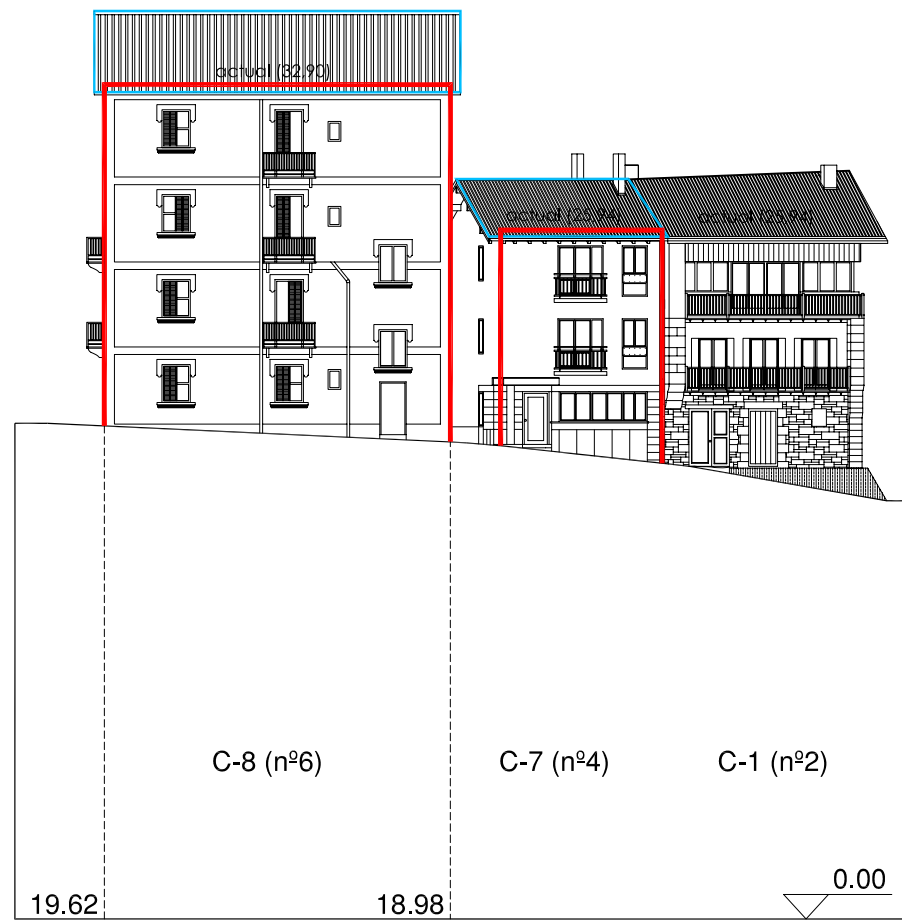 actual (32,90)
actual (25,94)
actual (25,94)
C-8 (nº6)
C-7 (nº4)
C-1 (nº2)
19.62
18.98
0.00